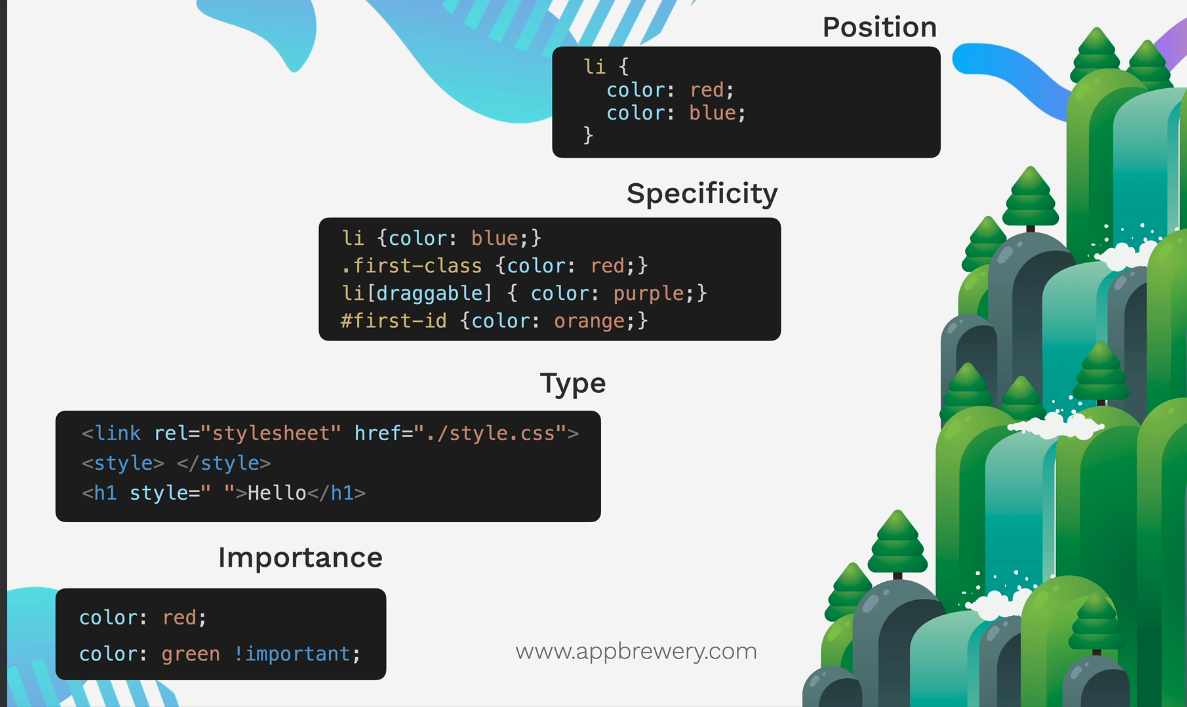 Position
li {
  color: red;
  color: blue;
}
Specificity
li {color: blue;}
.first-class {color: red;}
li[draggable] { color: purple;}
#first-id {color: orange;}
Type
<link rel="stylesheet" href="./style.css">
<style> </style>
<h1 style=" ">Hello</h1>
Importance
color: red;
color: green !important;
www.appbrewery.com